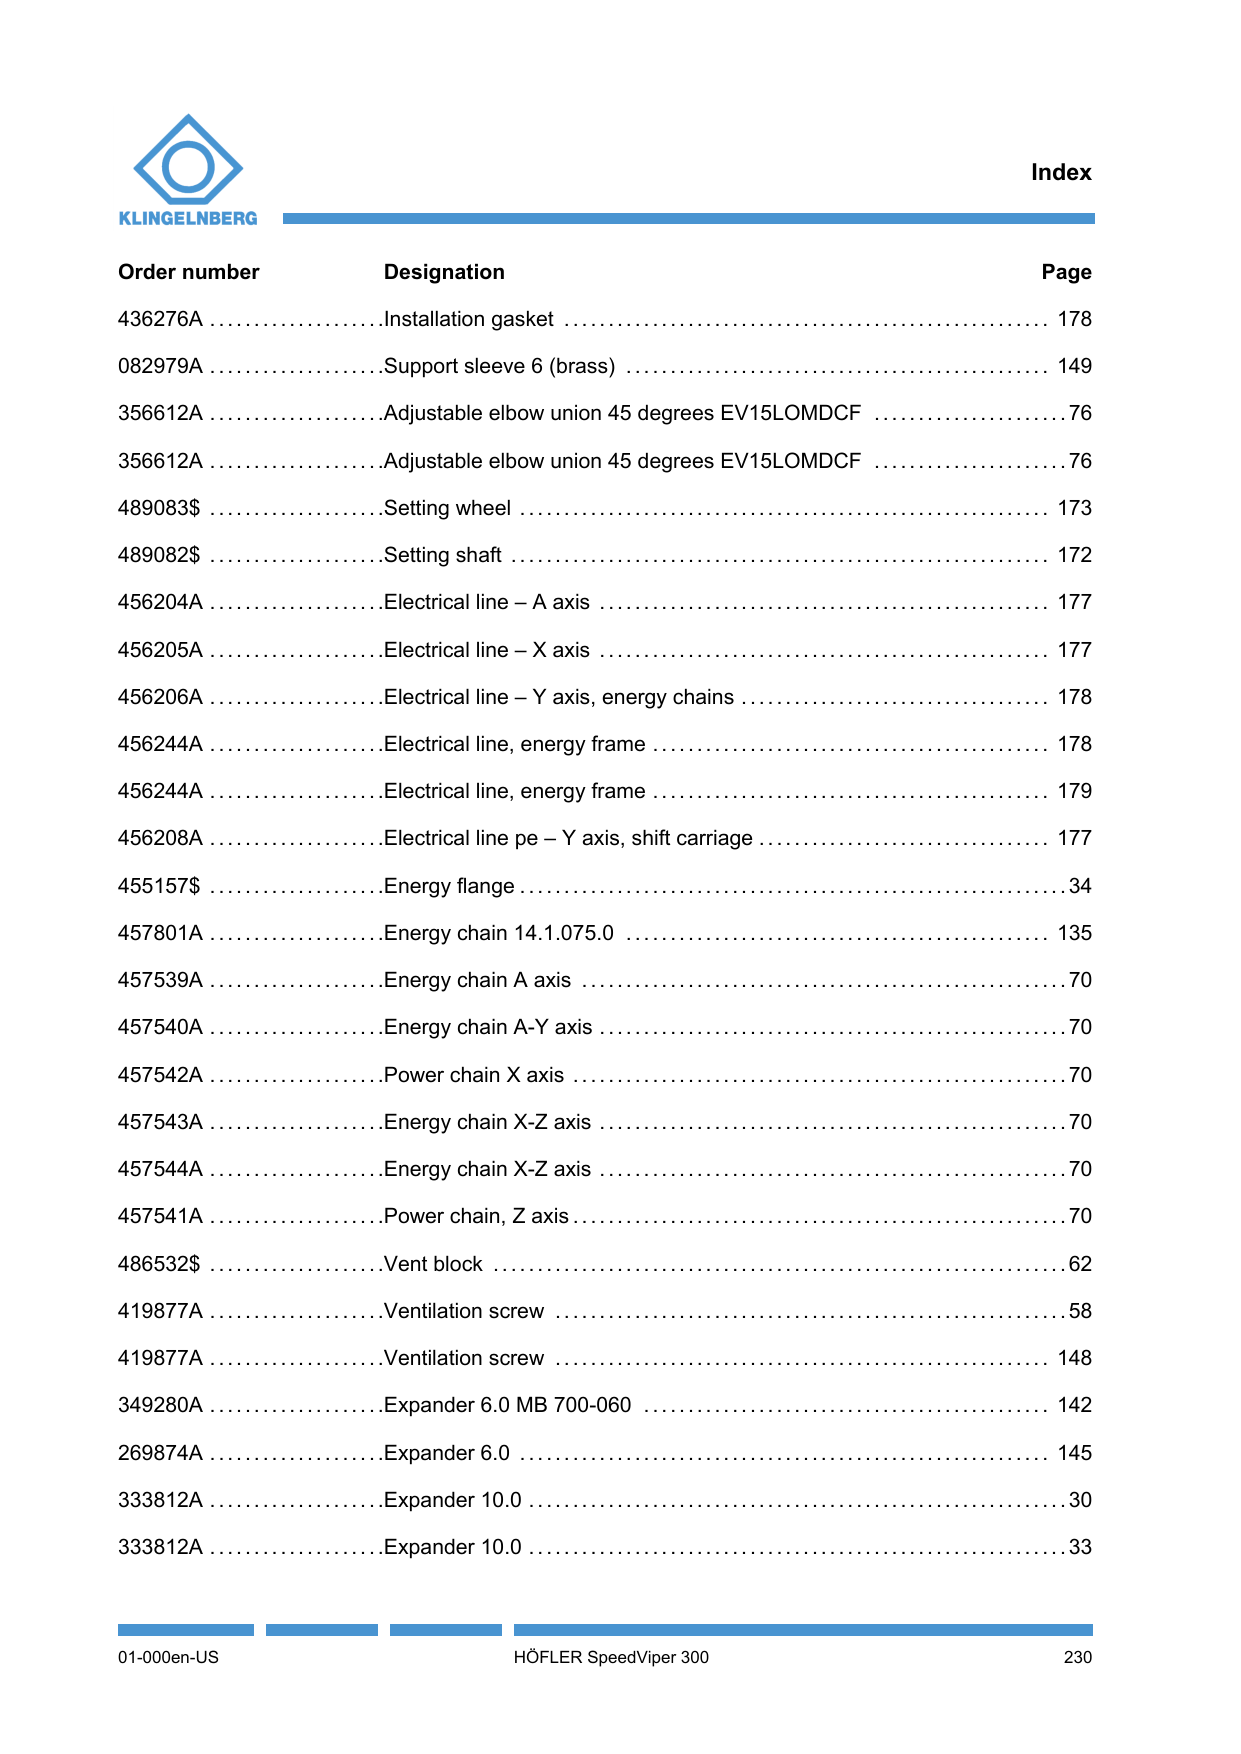 KLINGELNBERG
Index
Order number Designation Page
436276A ....................Installation gasket ....................................................... 178
082979A ....................Support sleeve 6 (brass) ................................................ 149
356612A ....................Adjustable elbow union 45 degrees EV15LOMDCF ......................76
356612A ....................Adjustable elbow union 45 degrees EV15LOMDCF ......................76
489083$ ....................Setting wheel ............................................................ 173
489082$ ....................Setting shaft ............................................................. 172
456204A ....................Electrical line – A axis ................................................... 177
456205A ....................Electrical line – X axis ................................................... 177
456206A ....................Electrical line – Y axis, energy chains ................................... 178
456244A ....................Electrical line, energy frame ............................................. 178
456244A ....................Electrical line, energy frame ............................................. 179
456208A ....................Electrical line pe – Y axis, shift carriage ................................. 177
455157$ ....................Energy flange..............................................................34
457801A ....................Energy chain 14.1.075.0 ................................................ 135
457539A ....................Energy chain A axis .......................................................70
457540A ....................Energy chain A-Y axis .....................................................70
457542A ....................Power chain X axis ........................................................70
457543A ....................Energy chain X-Z axis .....................................................70
457544A ....................Energy chain X-Z axis .....................................................70
457541A ....................Power chain, Z axis........................................................70
486532$ ....................Vent block .................................................................62
419877A ....................Ventilation screw ..........................................................58
419877A ....................Ventilation screw ........................................................ 148
349280A ....................Expander 6.0 MB 700-060 .............................................. 142
269874A ....................Expander 6.0 ............................................................ 145
333812A ....................Expander 10.0 .............................................................30
333812A ....................Expander 10.0 .............................................................33
01-000en-US HÖFLER SpeedViper 300 230